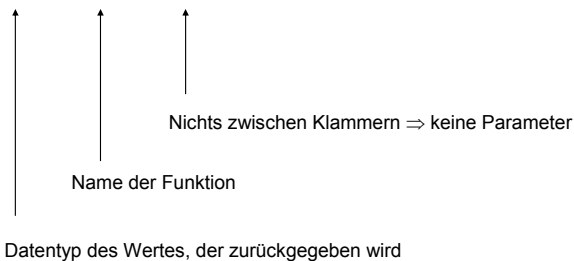 Nichts zwischen Klammern ⇒ keine Parameter
Name der Funktion
Datentyp des Wertes, der zurückgegeben wird